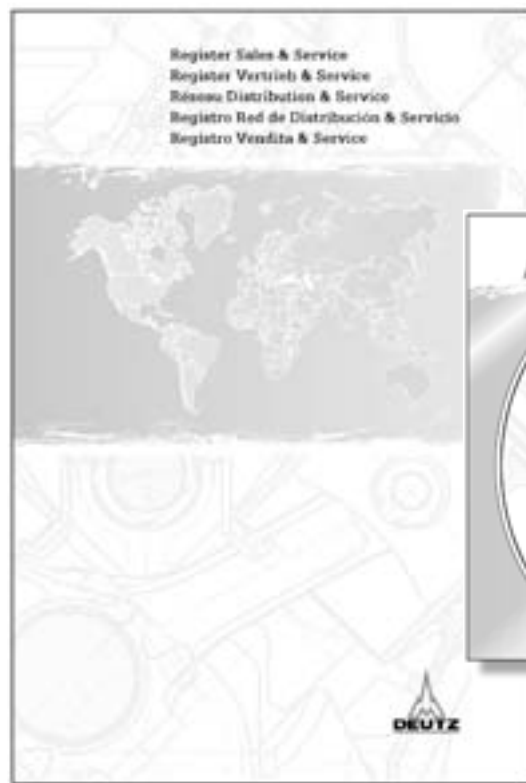 Register Sales & Service
Register Vertrieb & Service
Réseau Distribution & Service
Registro Red de Distribución & Servicio
Registro Vendita & Service
DEUTZ